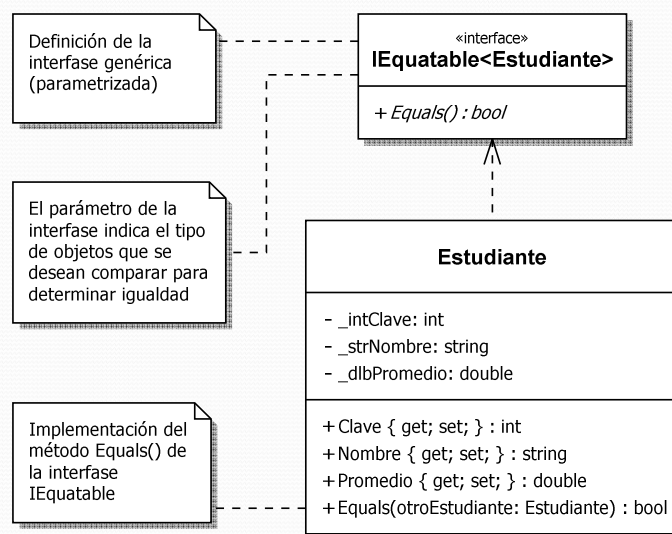 Definición de la
interfase genérica
(parametrizada)
«interface»
IEquatable<Estudiante>
+ Equals() : bool
El parámetro de la
interfase indica el tipo
de objetos que se
desean comparar para
determinar igualdad
Estudiante
- _intClave: int
- _strNombre: string
- _dlbPromedio: double
+ Clave { get; set; } : int
+ Nombre { get; set; } : string
+ Promedio { get; set; } : double
+ Equals(otroEstudiante: Estudiante) : bool
Implementación del
método Equals() de
la interfase
IEquatable